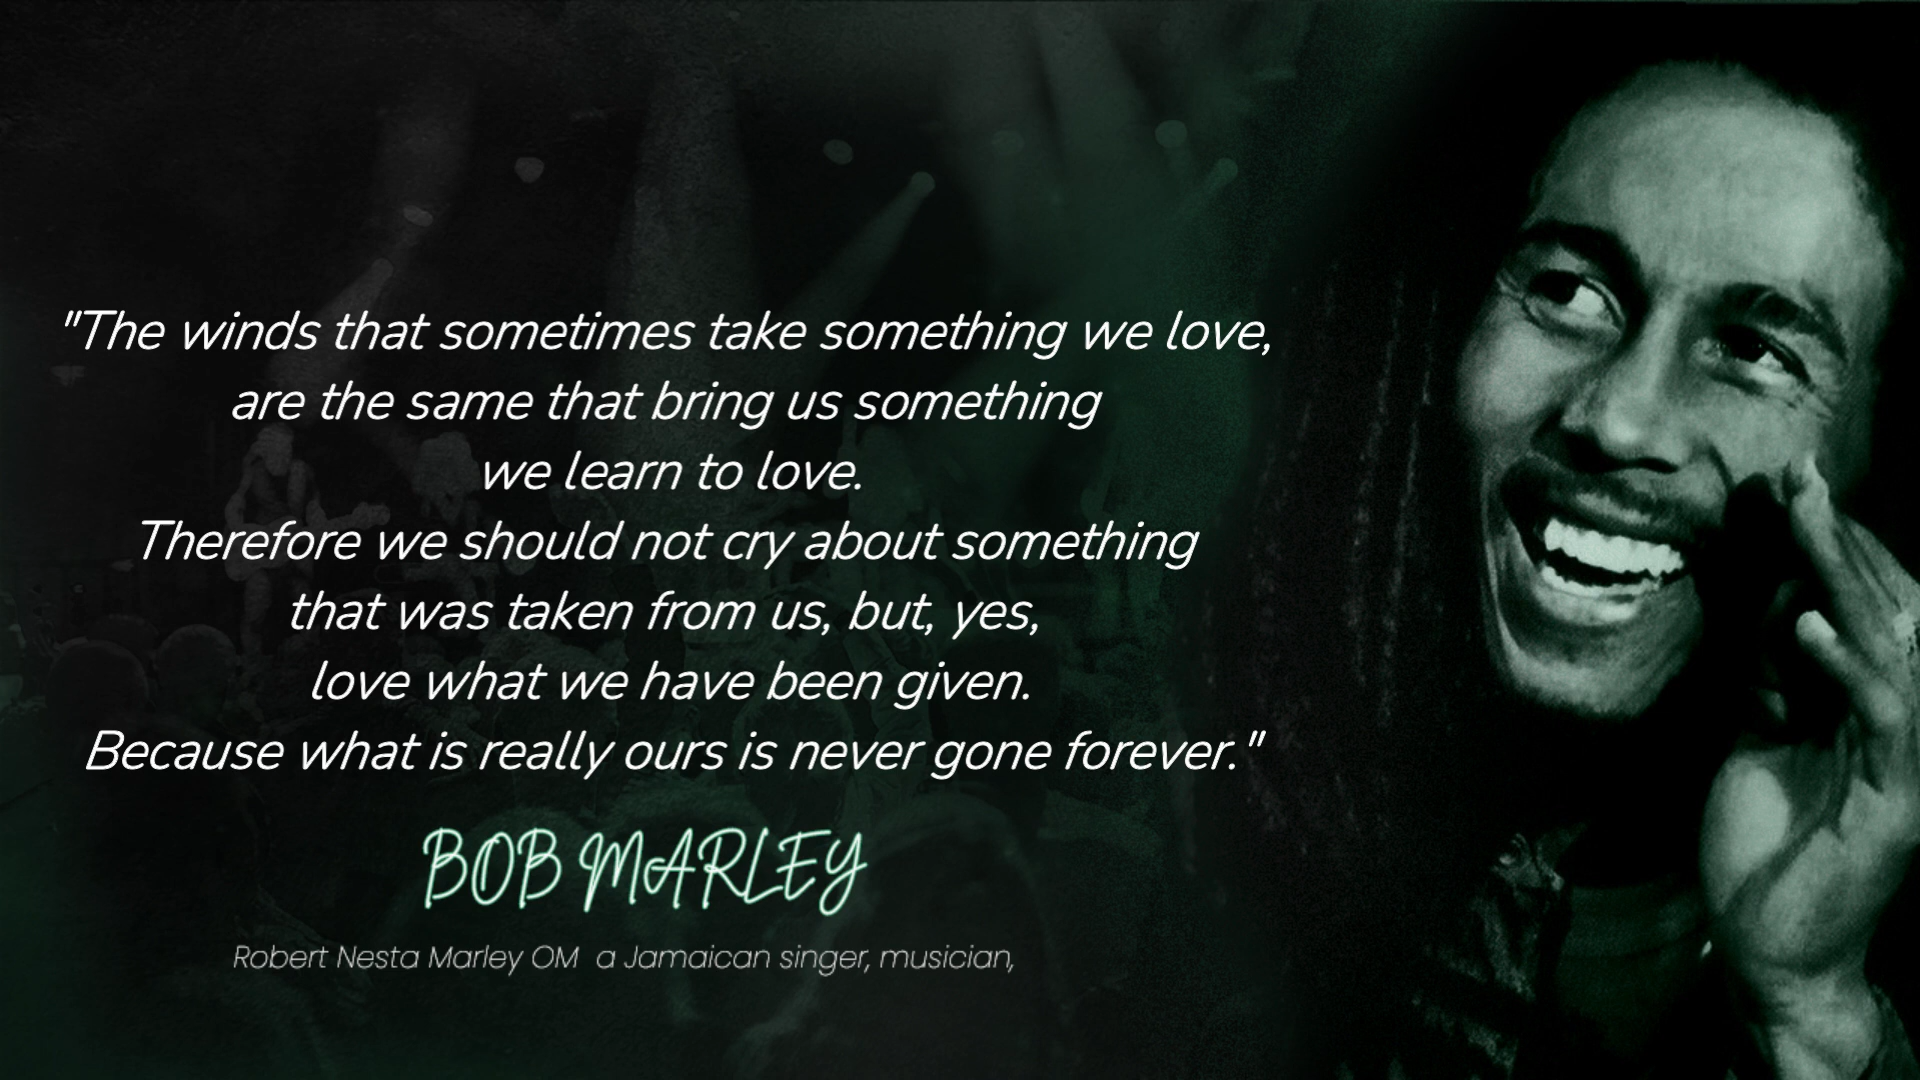 "The winds that sometimes take something we love,
are the same that bring us something
we learn to love.
Therefore we should not cry about something
that was taken from us, but, yes,
love what we have been given.
Because what is really ours is never gone forever."
BOB MARLEY
Robert Nesta Marley OM a Jamaican singer, musician,